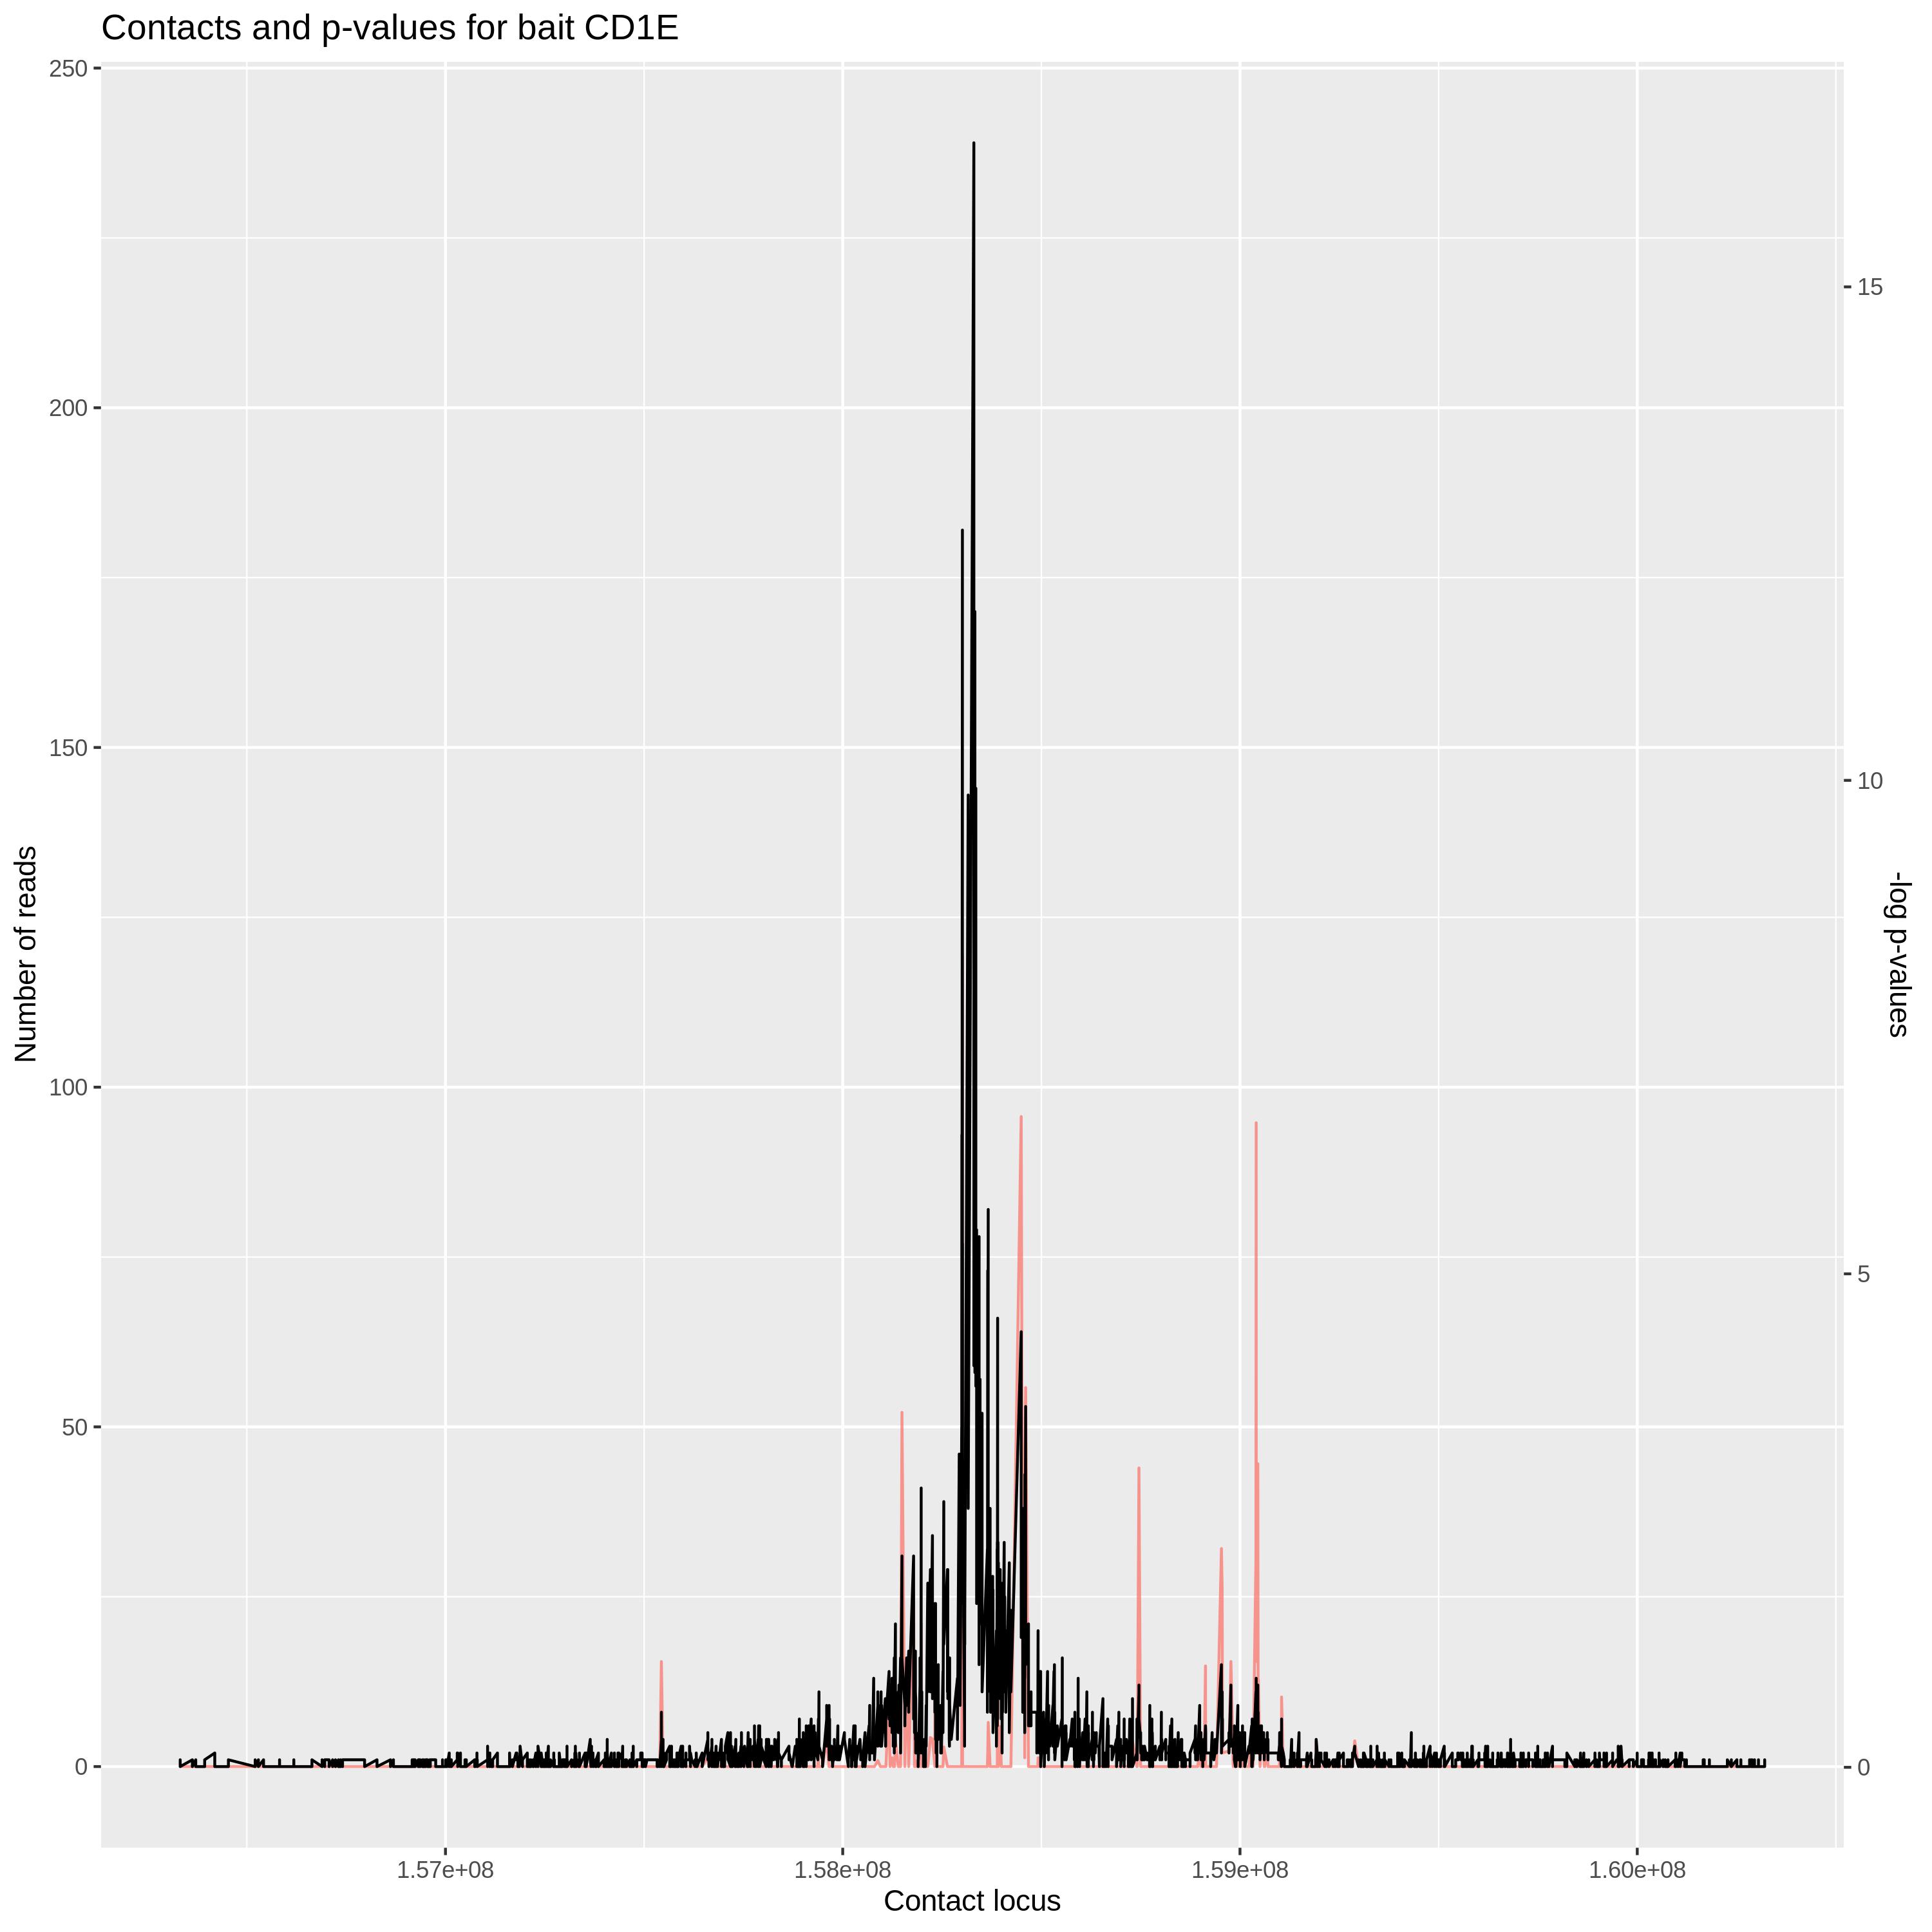 Contacts and p-values for bait CD1E
250
200
150
100
50
0
Number of reads
15
10
5
0
-log p-values
1.57e+08
1.58e+08
1.59e+08
1.60e+08
Contact locus